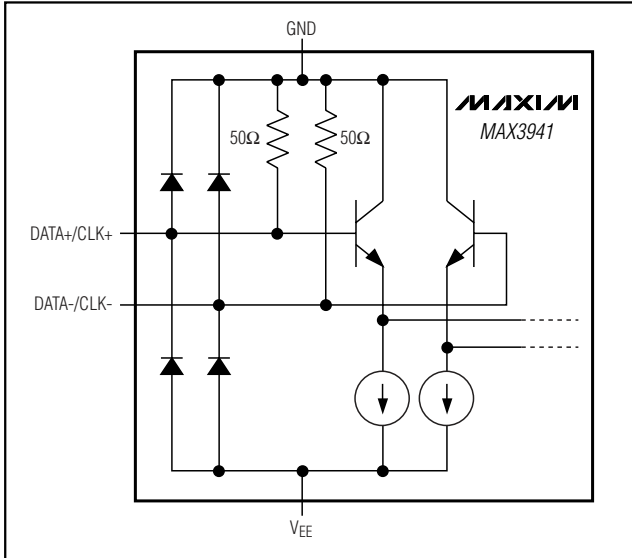 GND
MAXIM
MAX3941
50Ω 50Ω
DATA+/CLK+
DATA-/CLK-
VEE